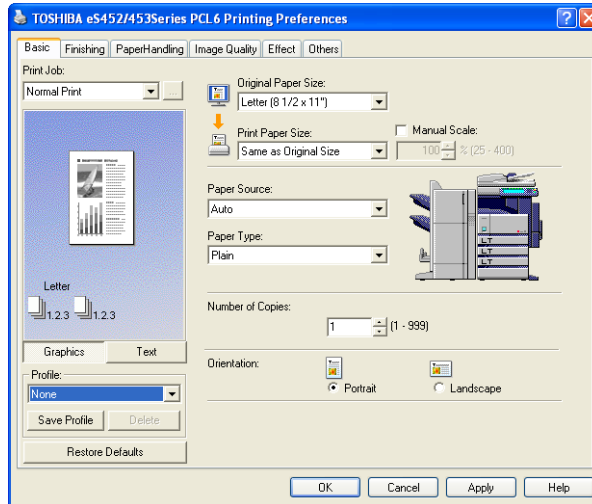 TOSHIBA eS452/453Series PCL6 Printing Preferences
Basic Finishing PaperHandling Image Quality Effect Others
Print Job:
Normal Print
...
Letter
1.2.3 1.2.3
Graphics Text
Profile:
None
Save Profile Delete
Restore Defaults
Original Paper Size:
Letter (8 1/2 x 11")
Print Paper Size:
Same as Original Size
Manual Scale:
100 % (25 - 400)
Paper Source:
Auto
Paper Type:
Plain
LT
LT
LT
Number of Copies:
1 (1 - 999)
Orientation:
Portrait Landscape
OK Cancel Apply Help